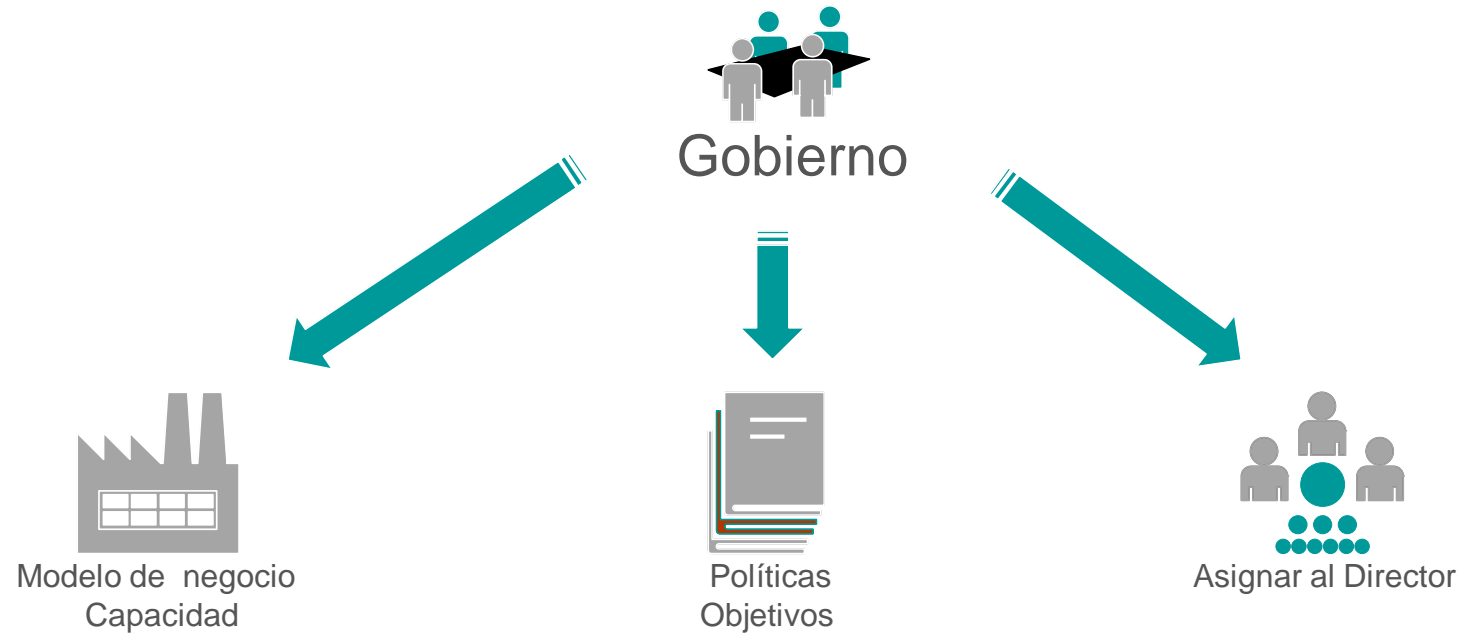 Gobierno
Modelo de negocio
Capacidad
Políticas
Objetivos
Asignar al Director